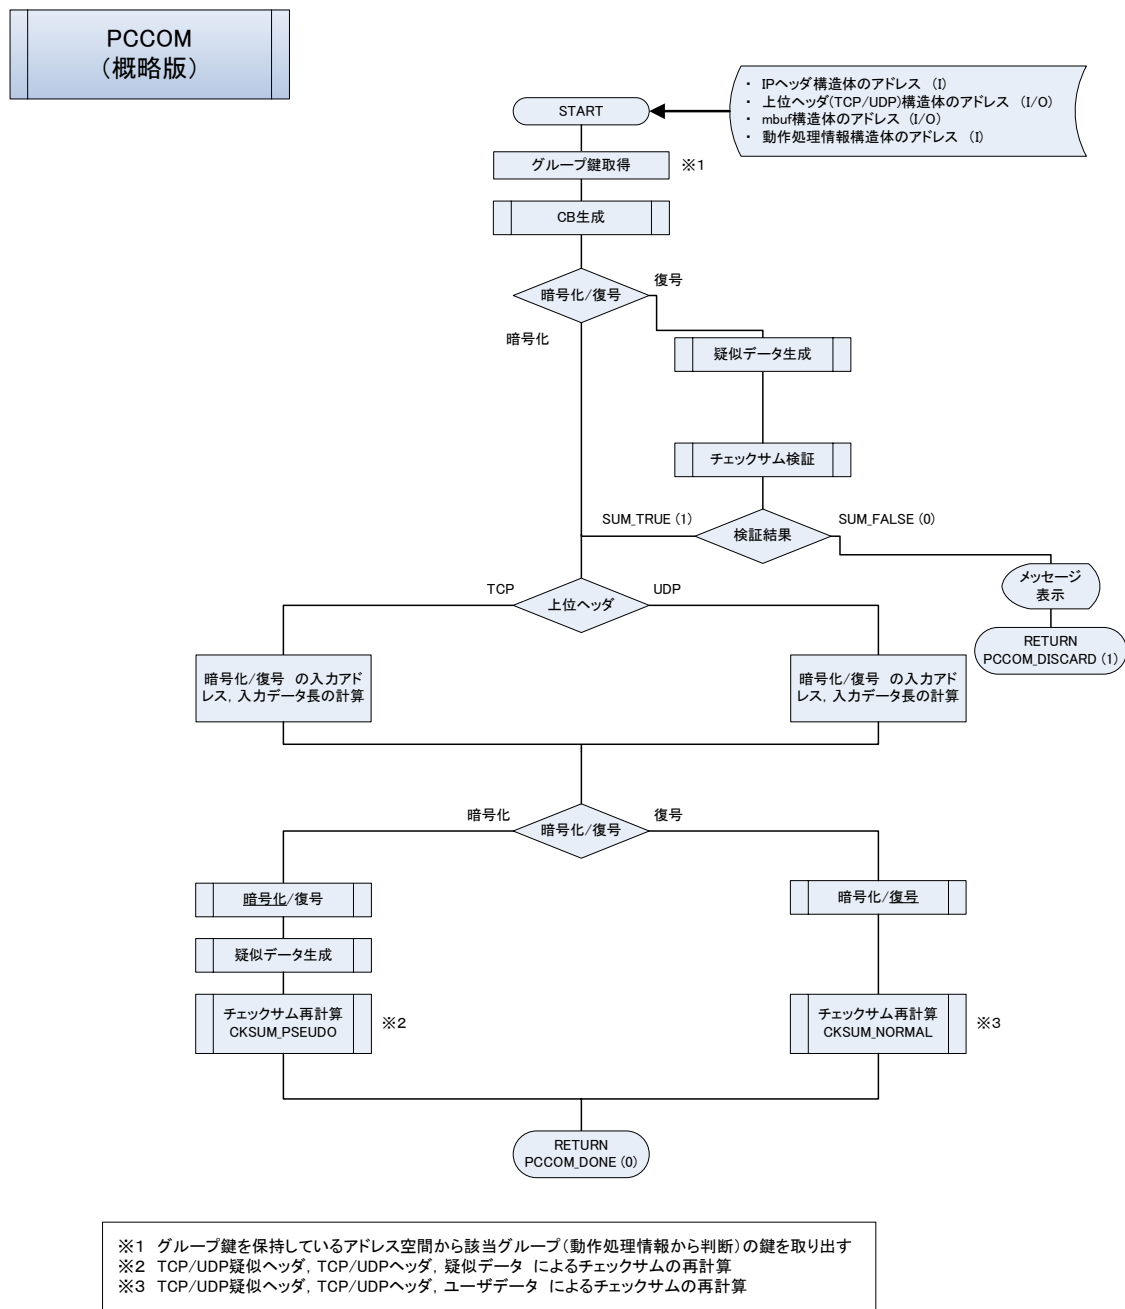 PCCOM
（概略版）
・ IPヘッダ構造体のアドレス (I)
・ 上位ヘッダ(TCP/UDP)構造体のアドレス (I/O)
・ mbuf構造体のアドレス (I/O)
・ 動作処理情報構造体のアドレス (I)
START
グループ鍵取得
※1
CB生成
暗号化/復号
復号
暗号化
疑似データ生成
チェックサム検証
SUM_TRUE (1)
検証結果
SUM_FALSE (0)
メッセージ
表示
RETURN
PCCOM_DISCARD (1)
TCP
上位ヘッダ
UDP
暗号化/復号 の入力アド
レス, 入力データ長の計算
暗号化/復号 の入力アド
レス, 入力データ長の計算
暗号化
暗号化/復号
復号
暗号化/復号
暗号化/復号
疑似データ生成
チェックサム再計算
CKSUM_PSEUDO
※2
チェックサム再計算
CKSUM_NORMAL
※3
RETURN
PCCOM_DONE (0)
※1 グループ鍵を保持しているアドレス空間から該当グループ（動作処理情報から判断）の鍵を取り出す
※2 TCP/UDP疑似ヘッダ, TCP/UDPヘッダ, 疑似データ によるチェックサムの再計算
※3 TCP/UDP疑似ヘッダ, TCP/UDPヘッダ, ユーザデータ によるチェックサムの再計算